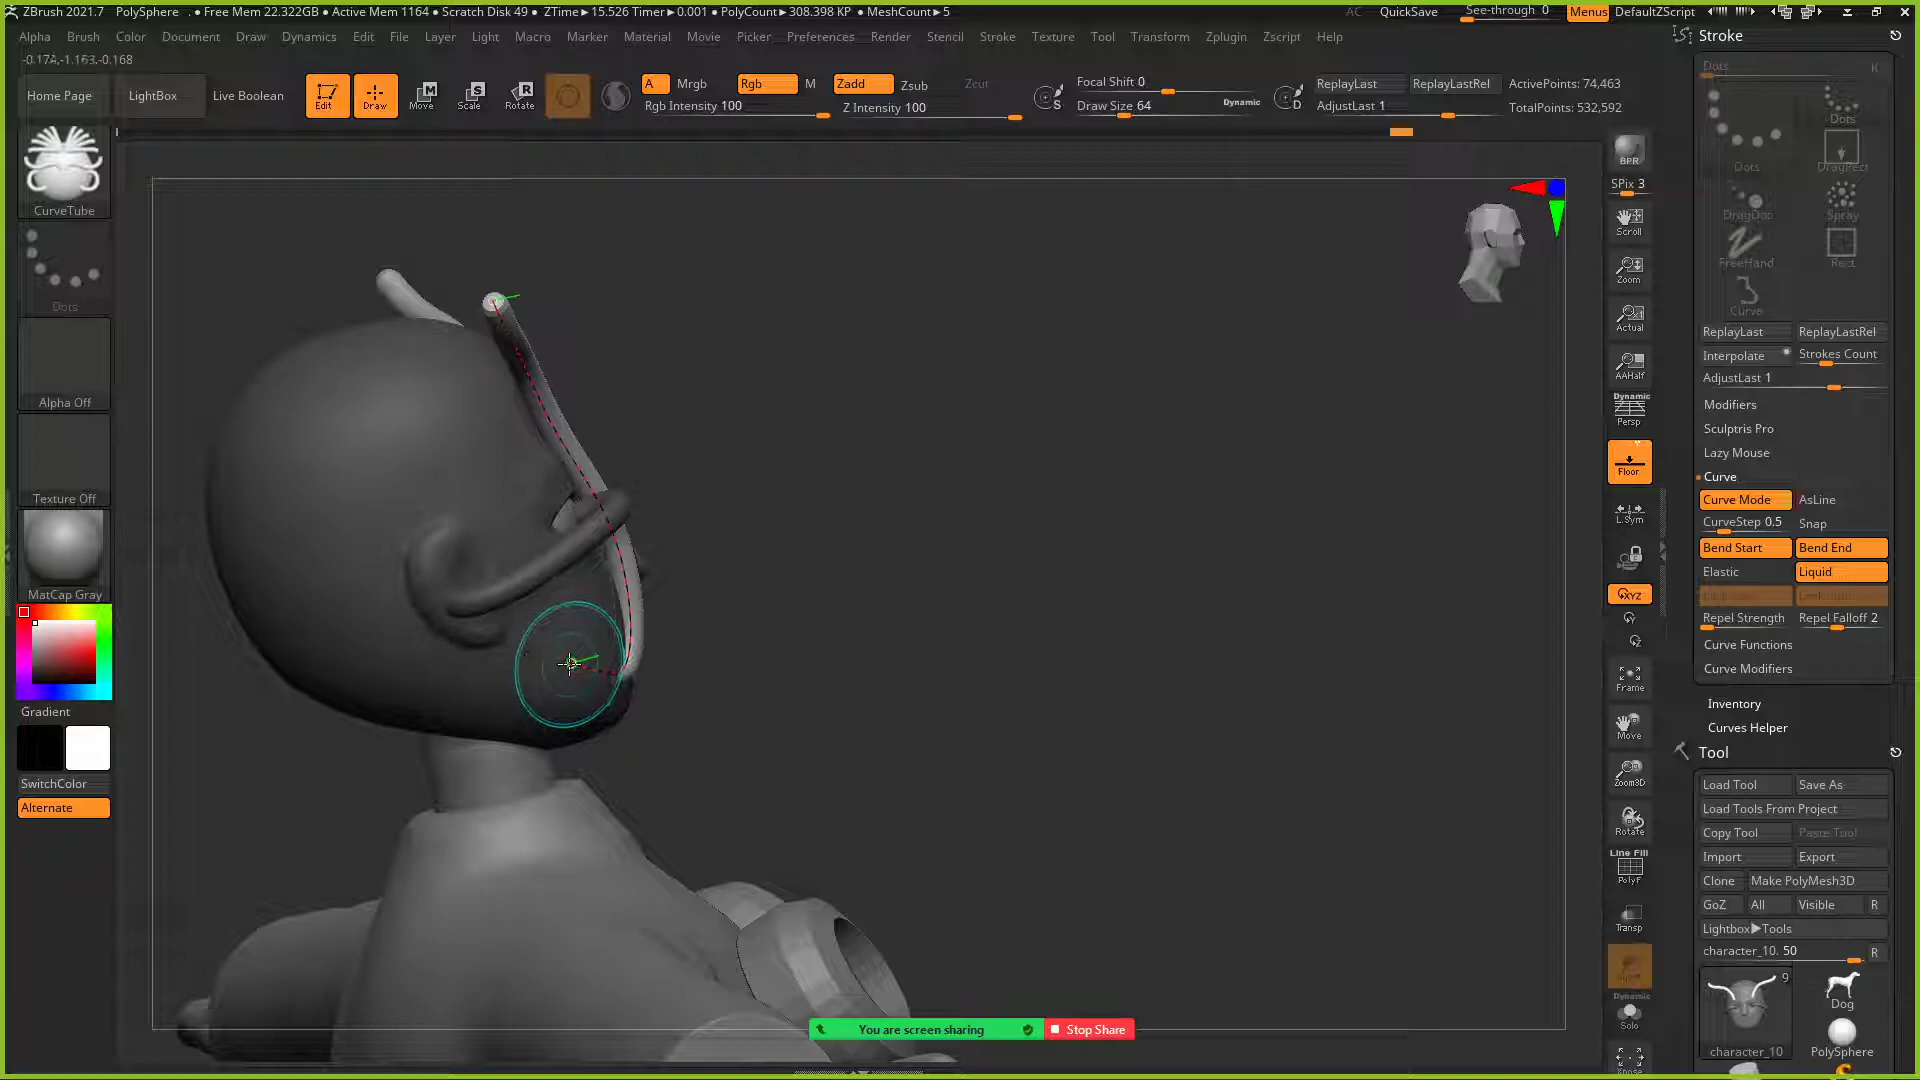 ZBrush 2021.7 PolySphere . ● Free Mem 22.322GB ● Active Mem 1164 ● Scratch Disk 49 ● ZTime▶15.526 Timer▶0.001 ● PolyCount▶308.398 KP ● MeshCount▶5
AC QuickSave See-through 0 Menus DefaultZScript
Alpha Brush Color Document Draw Dynamics Edit File Layer Light Macro Marker Material Movie Picker Preferences Render Stencil Stroke Texture Tool Transform Zplugin Zscript Help
-0.174,-1.163,-0.168
Home Page LightBox Live Boolean
Edit Draw Move Scale Rotate
A Mrgb Rgb M Zadd Zsub Zcut
Rgb Intensity 100 Z Intensity 100
Focal Shift 0
Draw Size 64 Dynamic
ReplayLast ReplayLastRel ActivePoints: 74,463
AdjustLast 1 TotalPoints: 532,592
CurveTube
Dots
Alpha Off
Texture Off
MatCap Gray
Gradient
SwitchColor
Alternate
BPR
SPix 3
Scroll
Zoom
Actual
AAHalf
Dynamic
Persp
Floor
L.Sym
XYZ
Frame
Move
Zoom3D
Rotate
Line Fill
PolyF
Transp
Dynamic
Solo
Xpose
Stroke
Dots
Dots
Dots DragRect
DragDot Spray
FreeHand Rect
Curve
ReplayLast ReplayLastRel
Interpolate Strokes Count
AdjustLast 1
Modifiers
Sculptris Pro
Lazy Mouse
Curve
Curve Mode AsLine
CurveStep 0.5 Snap
Bend Start Bend End
Elastic Liquid
Repel Strength Repel Falloff 2
Curve Functions
Curve Modifiers
Inventory
Curves Helper
Tool
Load Tool Save As
Load Tools From Project
Copy Tool Paste Tool
Import Export
Clone Make PolyMesh3D
GoZ All Visible R
Lightbox▶Tools
character_10. 50 R
9
Dog
character_10 PolySphere
You are screen sharing Stop Share